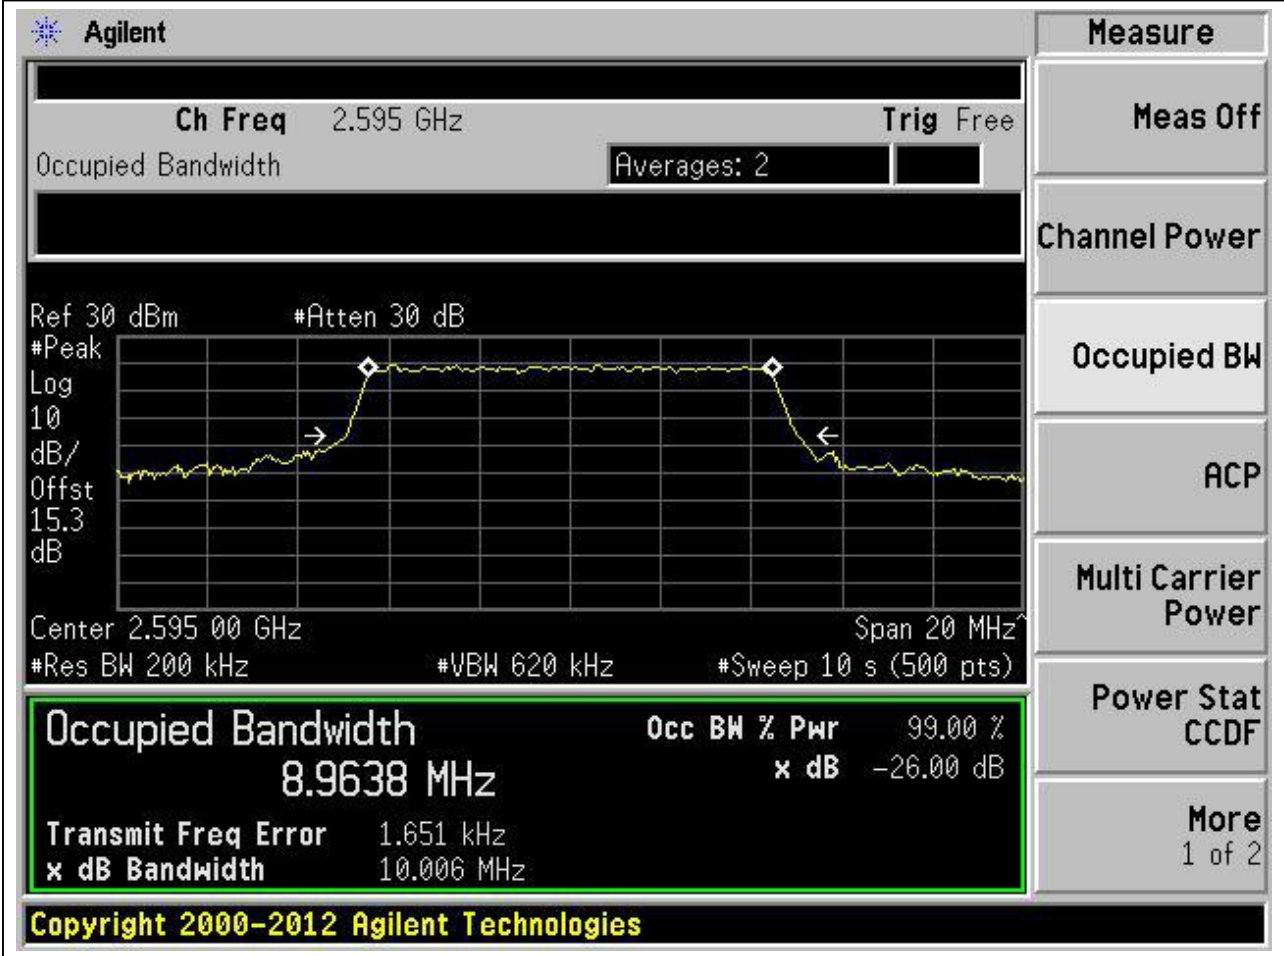 Agilent
Measure
Ch Freq 2.595 GHz Trig Free
Occupied Bandwidth Averages: 2
Ref 30 dBm #Atten 30 dB
#Peak
Log
10
dB/
Offst
15.3
dB
Center 2.595 00 GHz Span 20 MHz^
#Res BW 200 kHz #VBW 620 kHz #Sweep 10 s (500 pts)
Occupied Bandwidth Occ BW % Pwr 99.00 %
8.9638 MHz x dB -26.00 dB
Transmit Freq Error 1.651 kHz
x dB Bandwidth 10.006 MHz
Copyright 2000-2012 Agilent Technologies
Meas Off
Channel Power
Occupied BW
ACP
Multi Carrier
Power
Power Stat
CCDF
More
1 of 2